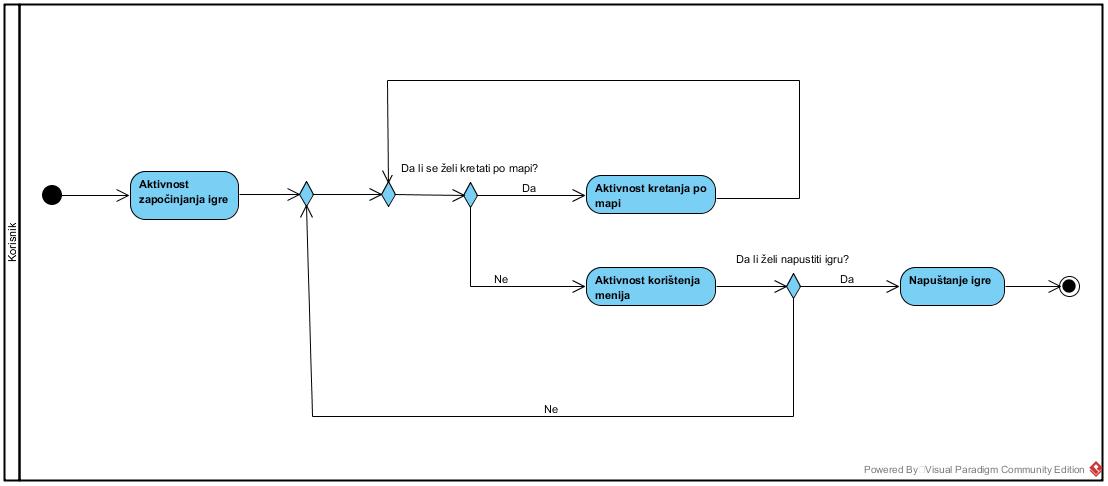 Korisnik
Da li se želi kretati po mapi?
Aktivnost
započinjanja igre
Da
Aktivnost kretanja po
mapi
Da li želi napustiti igru?
Ne
Aktivnost korištenja
menija
Da
Napuštanje igre
Ne
Powered By Visual Paradigm Community Edition